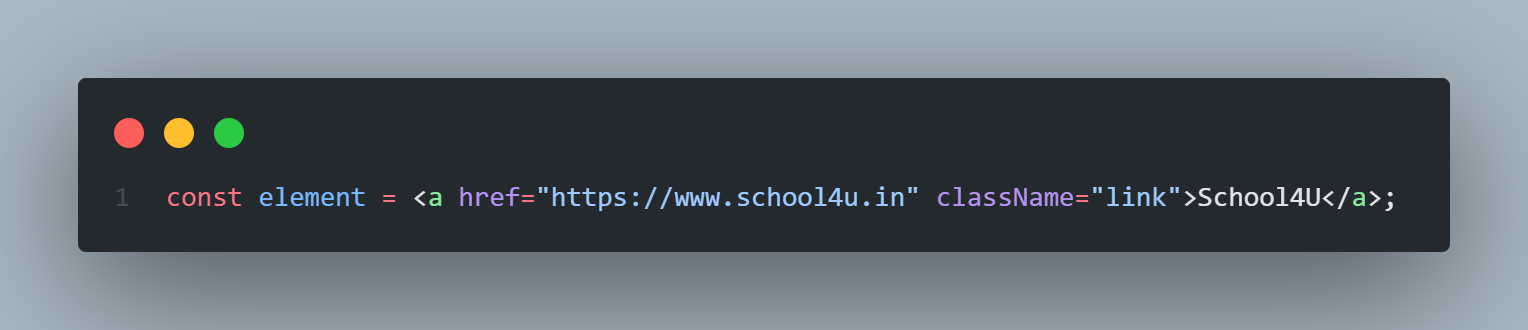 1 const element = <a href="https://www.school4u.in" className="link">School4U</a>;